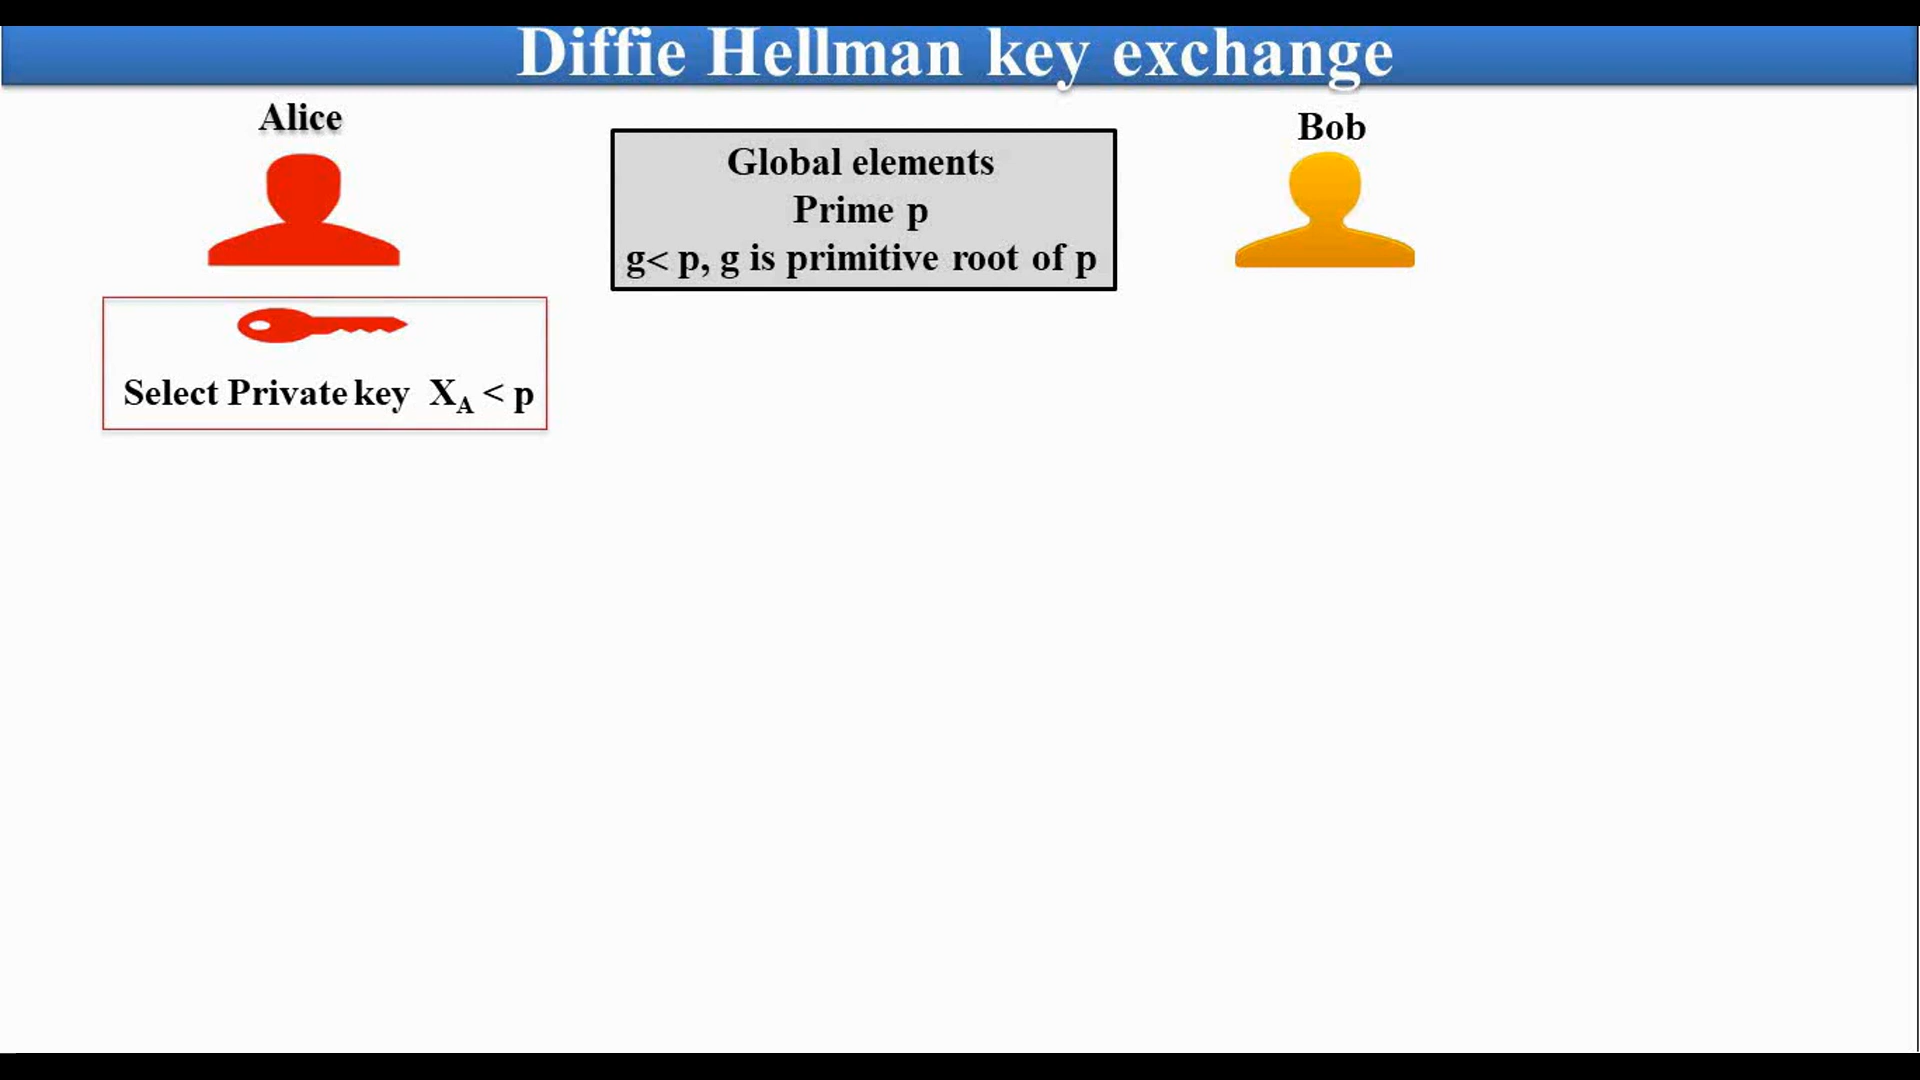 Diffie Hellman key exchange
Alice
Bob
Global elements
Prime p
g< p, g is primitive root of p
Select Private key X_A < p